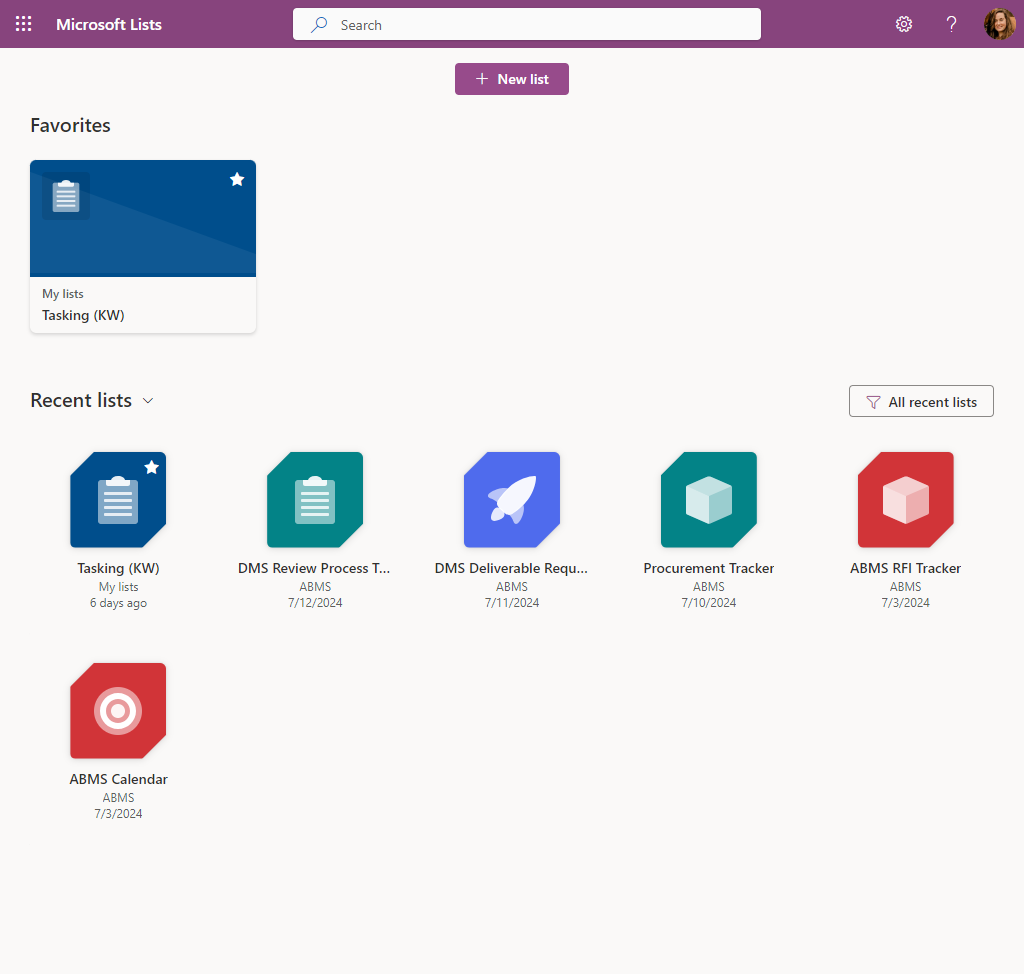 Microsoft Lists
Search
?
+ New list
Favorites
My lists
Tasking (KW)
Recent lists
All recent lists
Tasking (KW)
My lists
6 days ago
DMS Review Process T...
ABMS
7/12/2024
DMS Deliverable Requ...
ABMS
7/11/2024
Procurement Tracker
ABMS
7/10/2024
ABMS RFI Tracker
ABMS
7/3/2024
ABMS Calendar
ABMS
7/3/2024